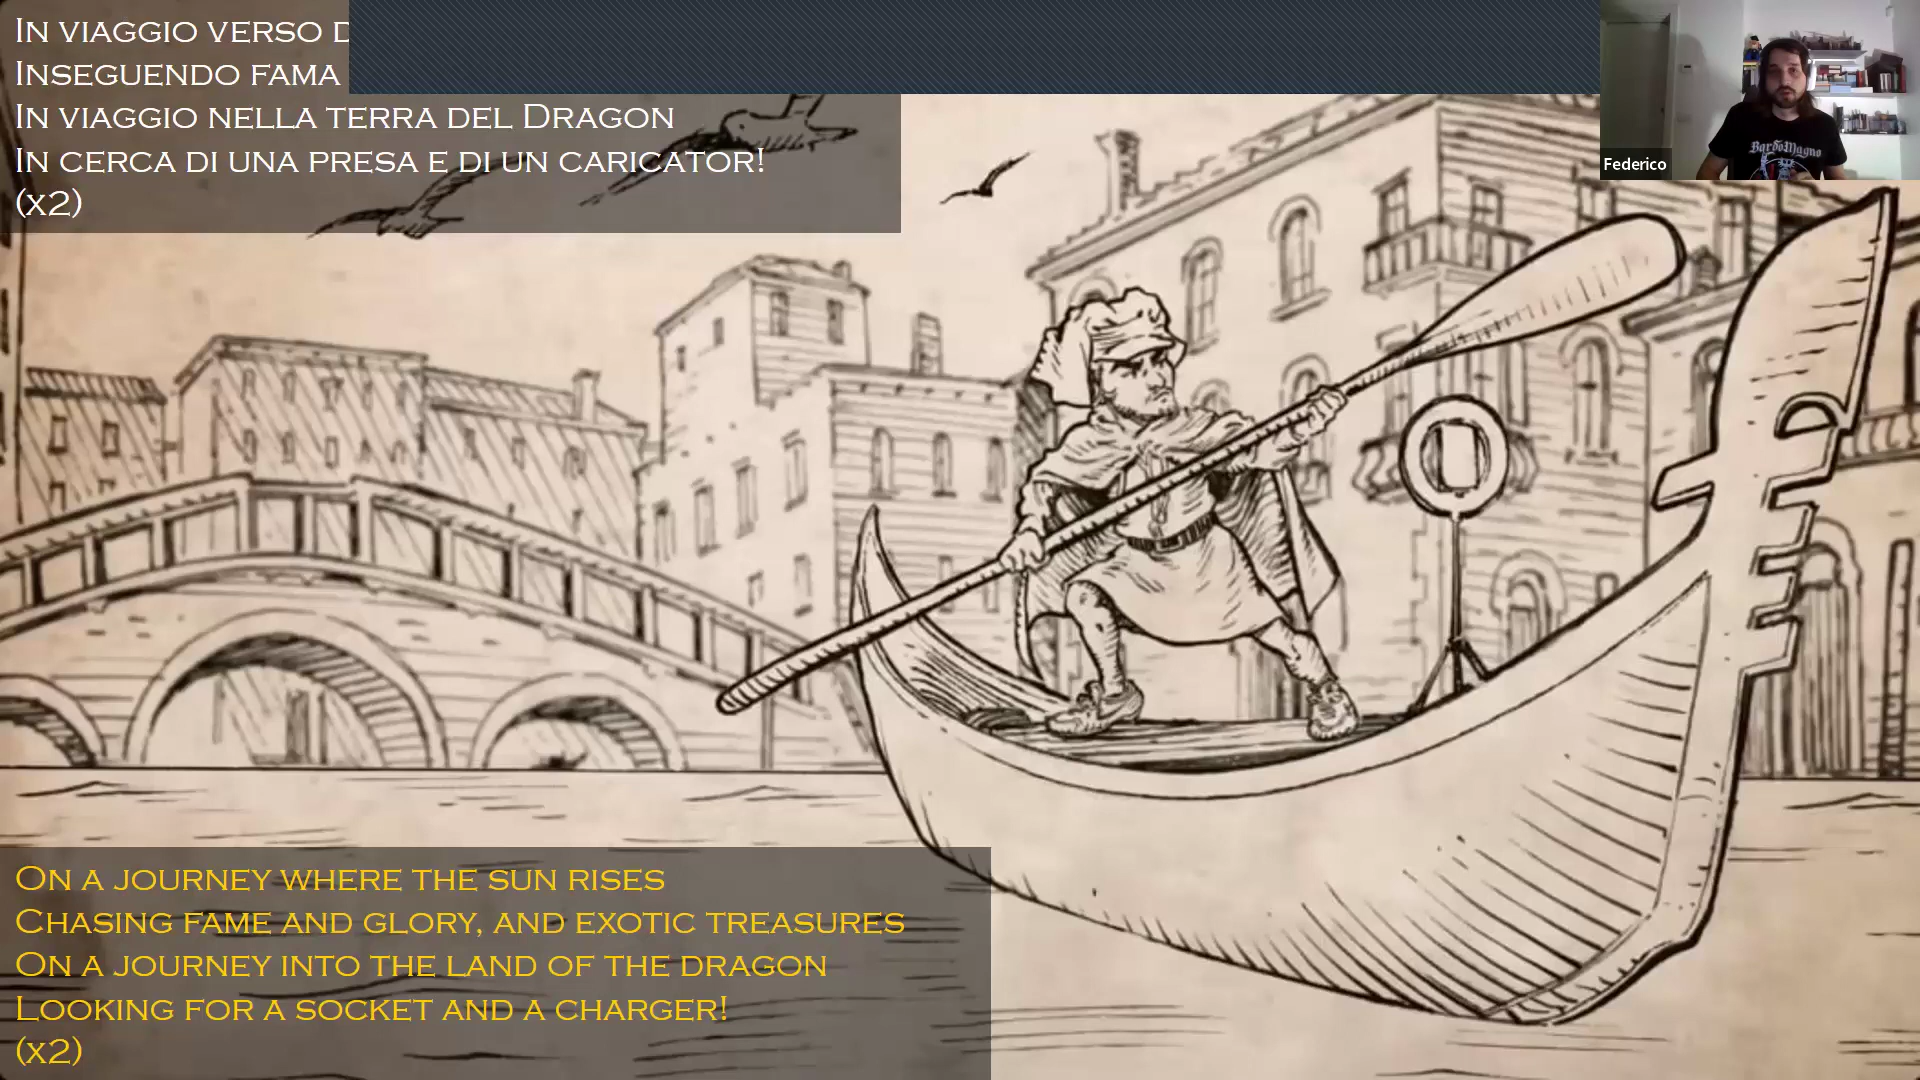 In viaggio verso
Inseguendo fama
In viaggio nella terra del Dragon
In cerca di una presa e di un caricator!
(x2)
BardoMagno
Federico
On a journey where the sun rises
Chasing fame and glory, and exotic treasures
On a journey into the land of the dragon
Looking for a socket and a charger!
(x2)